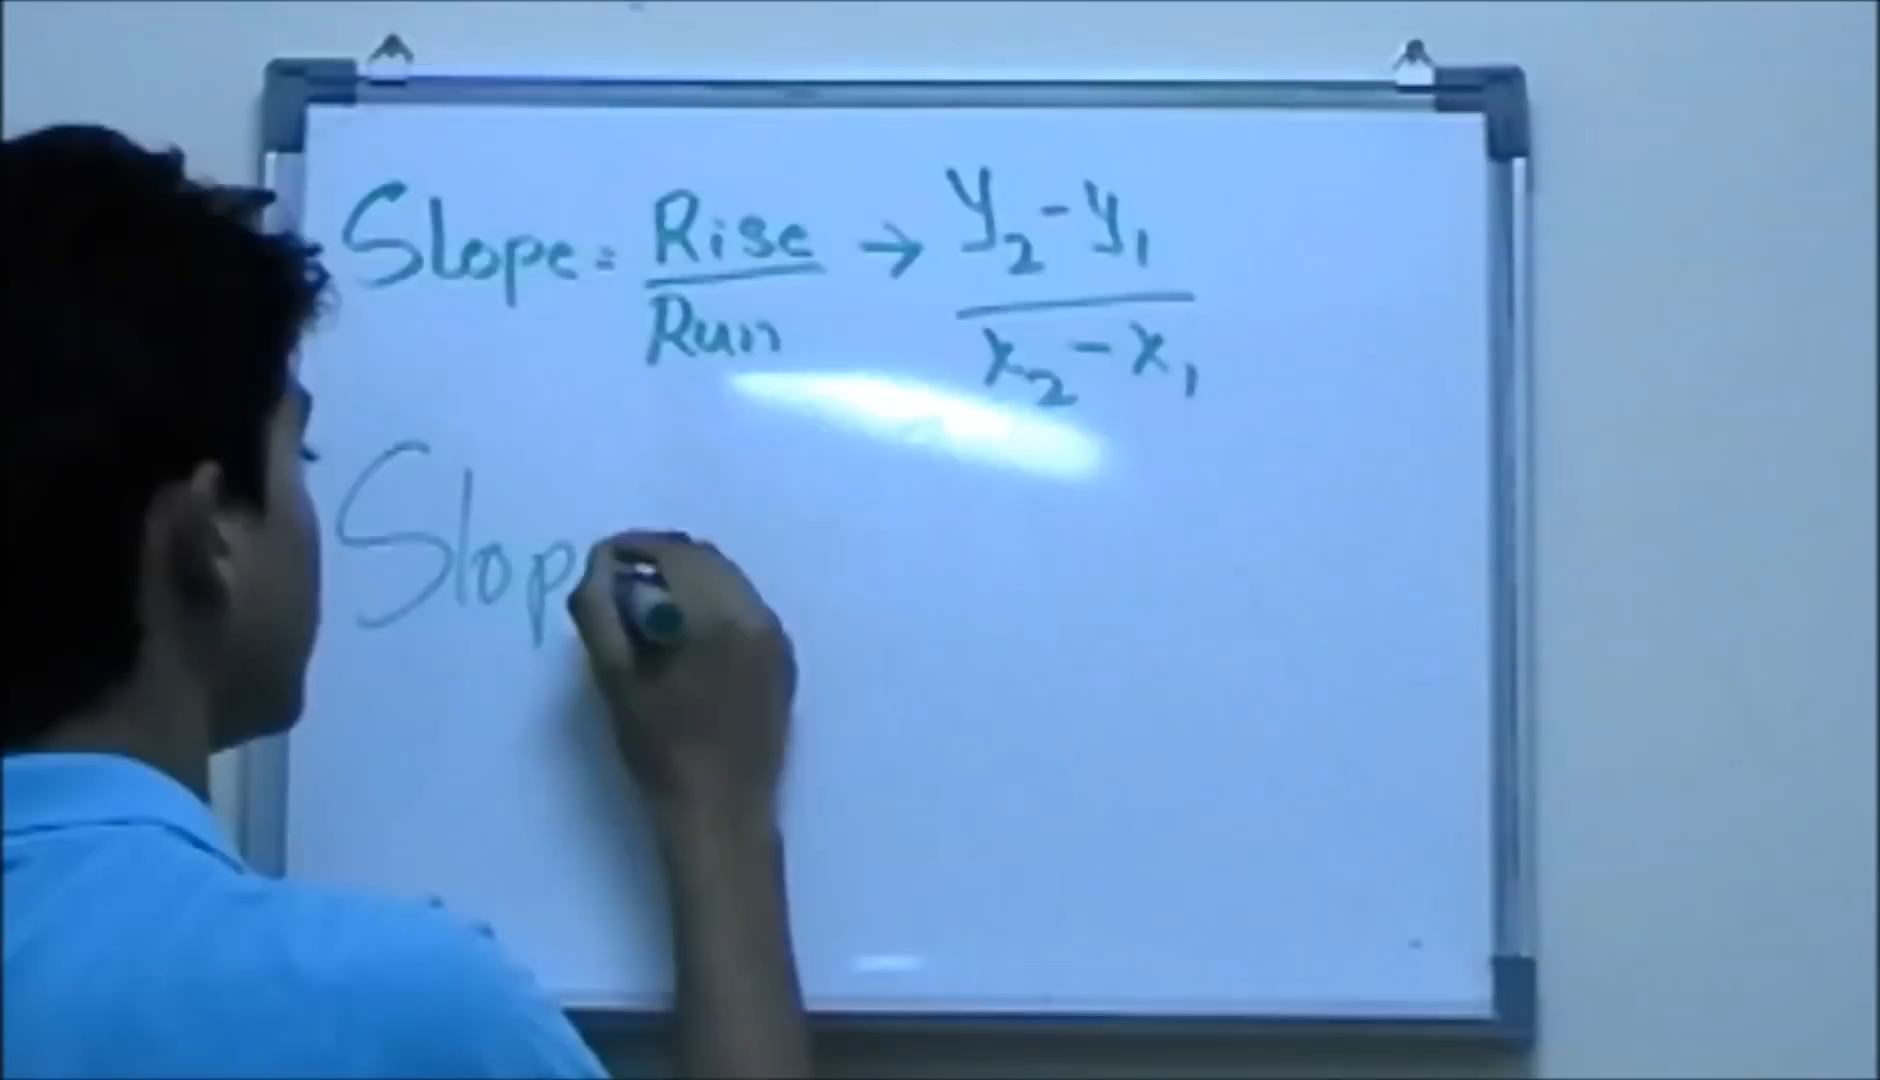 Slope = Rise/Run → y₂-y₁/x₂-x₁
Slop